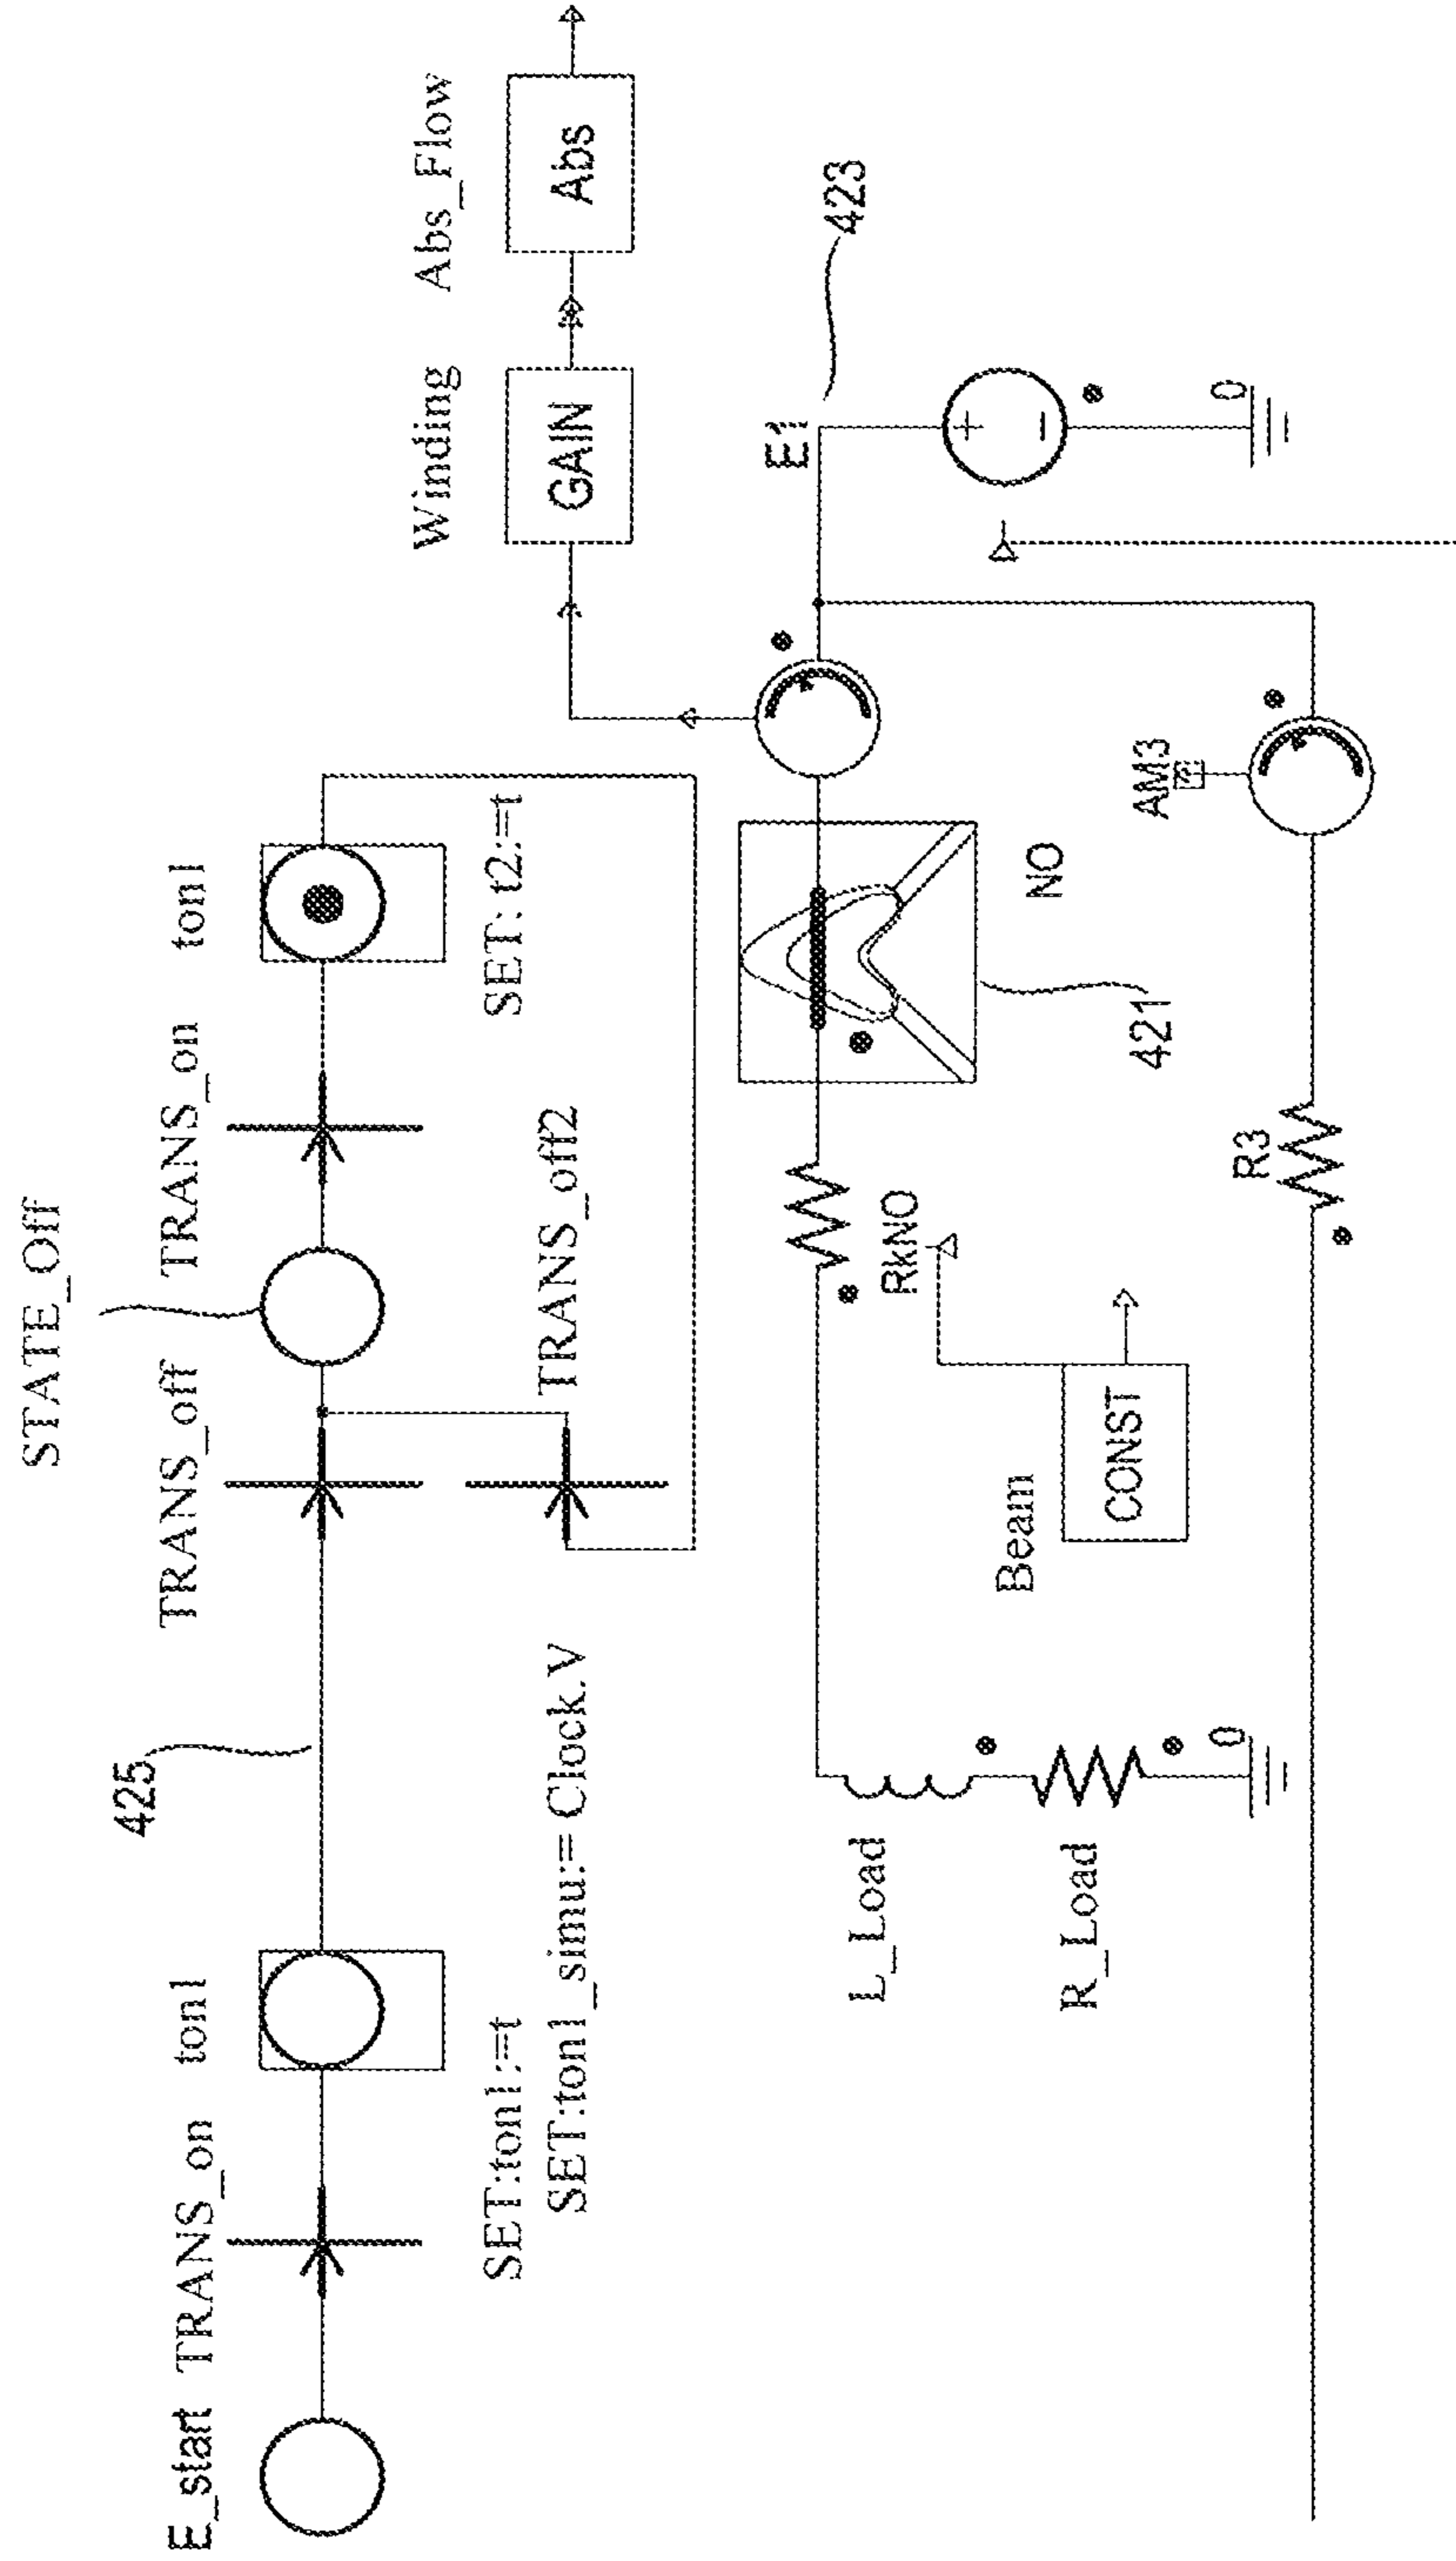 STATE_Off
425
E_start TRANS_on ton1
TRANS_off TRANS_on ton1
SET:ton1:=t
SET:ton1_simu:= Clock.V
TRANS_off2
SET: t2:=t
Winding Abs_Flow
GAIN
Abs
E1
423
+
−
0
NO
421
RkNO
Beam
CONST
L_Load
R_Load
0
AM3
R3